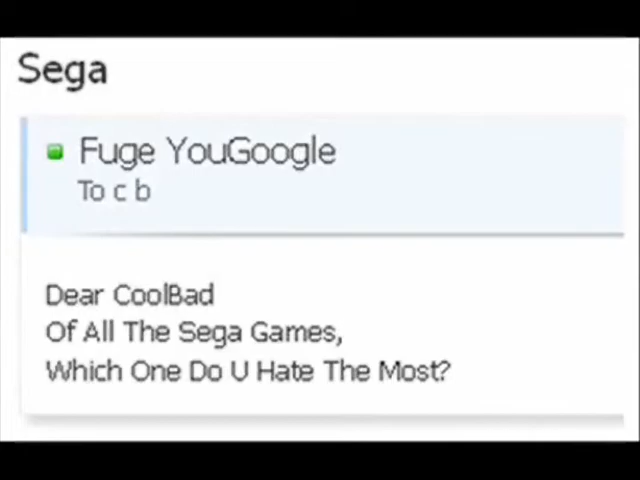 Sega
Fuge YouGoogle
To c b
Dear CoolBad
Of All The Sega Games,
Which One Do U Hate The Most?